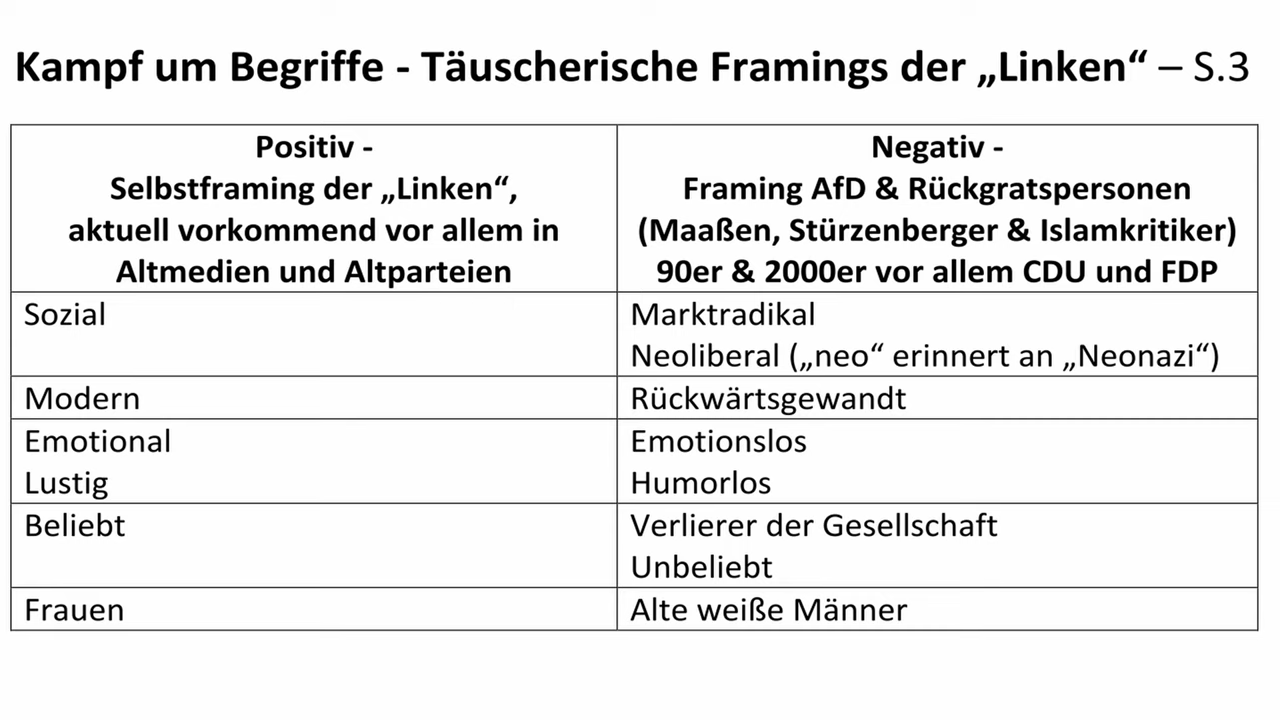 Kampf um Begriffe - Täuscherische Framings der „Linken“ – S.3
Positiv -
Selbstframing der „Linken“,
aktuell vorkommend vor allem in
Altmedien und Altparteien
Negativ -
Framing AfD & Rückgratspersonen
(Maaßen, Stürzenberger & Islamkritiker)
90er & 2000er vor allem CDU und FDP
Sozial
Marktradikal
Neoliberal („neo“ erinnert an „Neonazi“)
Modern
Rückwärtsgewandt
Emotional
Lustig
Emotionslos
Humorlos
Beliebt
Verlierer der Gesellschaft
Unbeliebt
Frauen
Alte weiße Männer